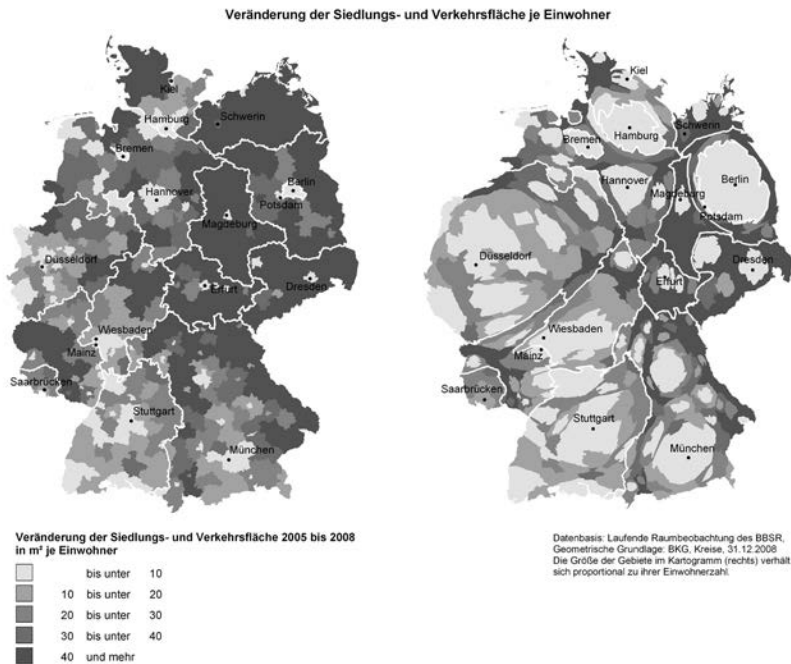 Veränderung der Siedlungs- und Verkehrsfläche je Einwohner
Kiel
Hamburg
Schwerin
Bremen
Hannover
Berlin
Potsdam
Magdeburg
Düsseldorf
Erfurt
Dresden
Wiesbaden
Mainz
Saarbrücken
Stuttgart
München
Kiel
Hamburg
Schwerin
Bremen
Hannover
Magdeburg
Berlin
Potsdam
Düsseldorf
Dresden
Erfurt
Wiesbaden
Mainz
Saarbrücken
Stuttgart
München
Veränderung der Siedlungs- und Verkehrsfläche 2005 bis 2008
in m² je Einwohner
bis unter 10
10 bis unter 20
20 bis unter 30
30 bis unter 40
40 und mehr
Datenbasis: Laufende Raumbeobachtung des BBSR,
Geometrische Grundlage: BKG, Kreise, 31.12.2008
Die Größe der Gebiete im Kartogramm (rechts) verhält
sich proportional zu ihrer Einwohnerzahl.